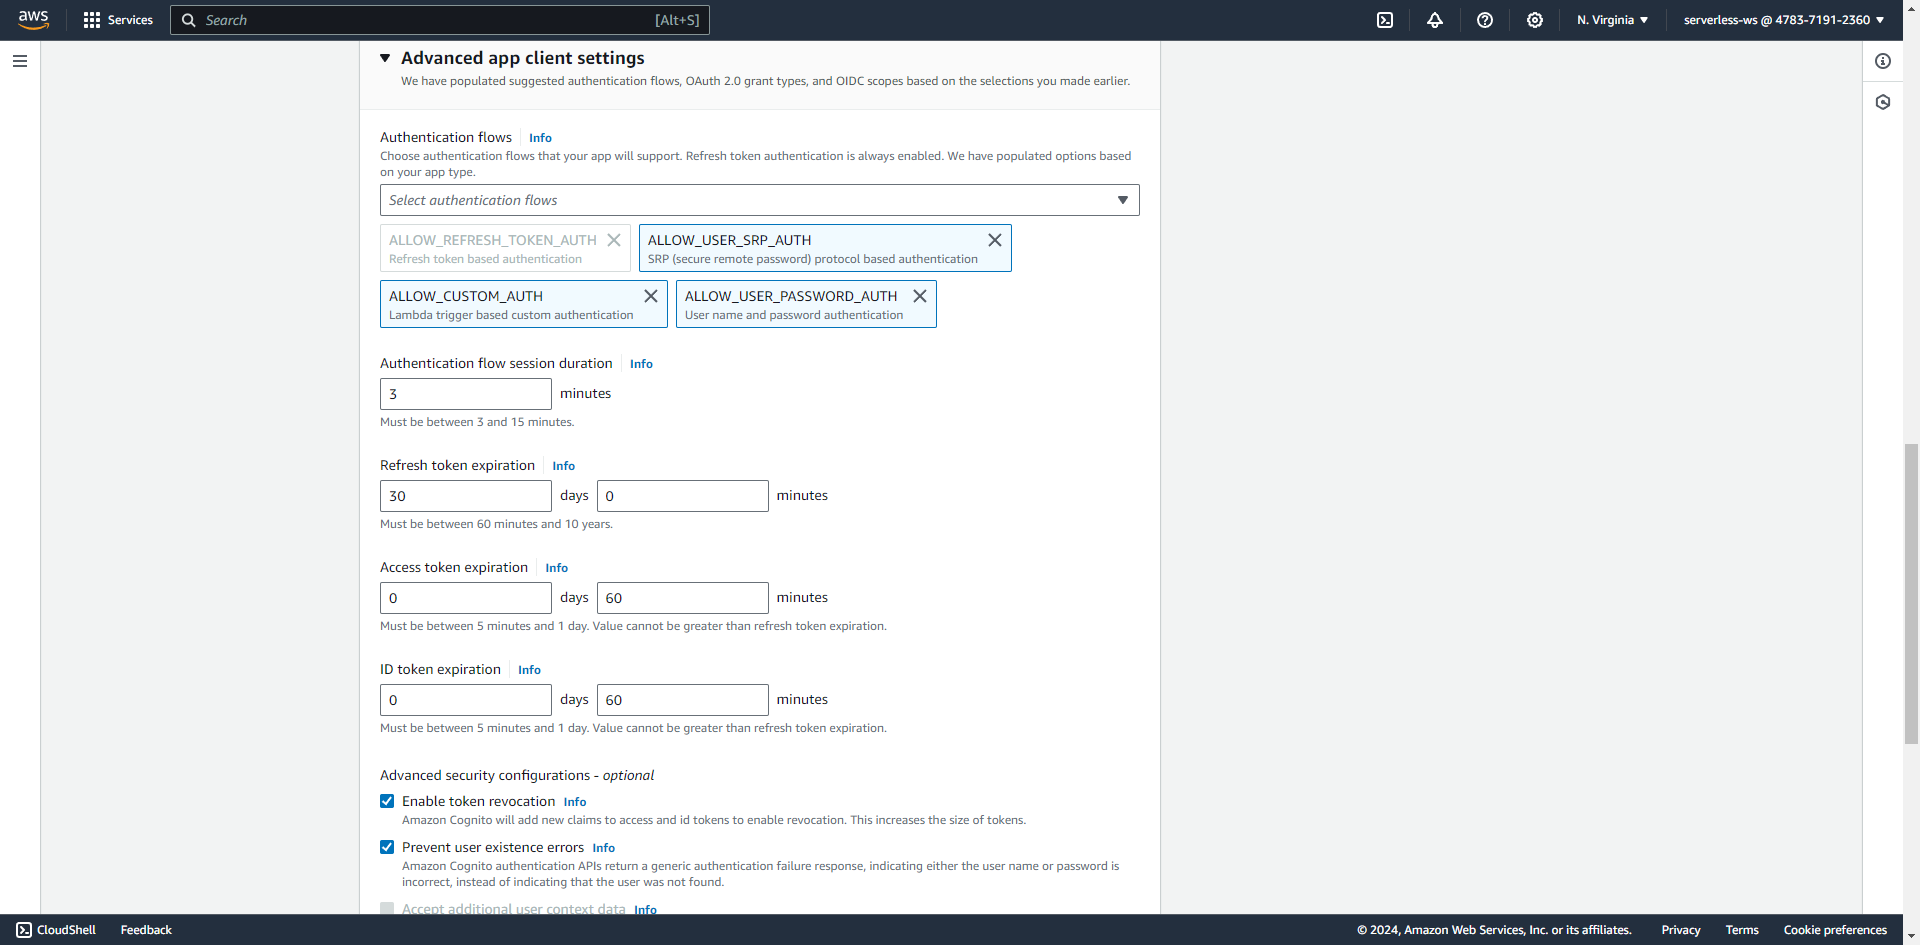 aws
Services
Search
[Alt+S]
N. Virginia
serverless-ws @ 4783-7191-2360
Advanced app client settings
We have populated suggested authentication flows, OAuth 2.0 grant types, and OIDC scopes based on the selections you made earlier.
Authentication flows
Info
Choose authentication flows that your app will support. Refresh token authentication is always enabled. We have populated options based
on your app type.
Select authentication flows
ALLOW_REFRESH_TOKEN_AUTH
Refresh token based authentication
ALLOW_USER_SRP_AUTH
SRP (secure remote password) protocol based authentication
ALLOW_CUSTOM_AUTH
Lambda trigger based custom authentication
ALLOW_USER_PASSWORD_AUTH
User name and password authentication
Authentication flow session duration
Info
3
minutes
Must be between 3 and 15 minutes.
Refresh token expiration
Info
30
days
0
minutes
Must be between 60 minutes and 10 years.
Access token expiration
Info
0
days
60
minutes
Must be between 5 minutes and 1 day. Value cannot be greater than refresh token expiration.
ID token expiration
Info
0
days
60
minutes
Must be between 5 minutes and 1 day. Value cannot be greater than refresh token expiration.
Advanced security configurations - optional
Enable token revocation
Info
Amazon Cognito will add new claims to access and id tokens to enable revocation. This increases the size of tokens.
Prevent user existence errors
Info
Amazon Cognito authentication APIs return a generic authentication failure response, indicating either the user name or password is
incorrect, instead of indicating that the user was not found.
Accept additional user context data
Info
CloudShell
Feedback
© 2024, Amazon Web Services, Inc. or its affiliates.
Privacy
Terms
Cookie preferences